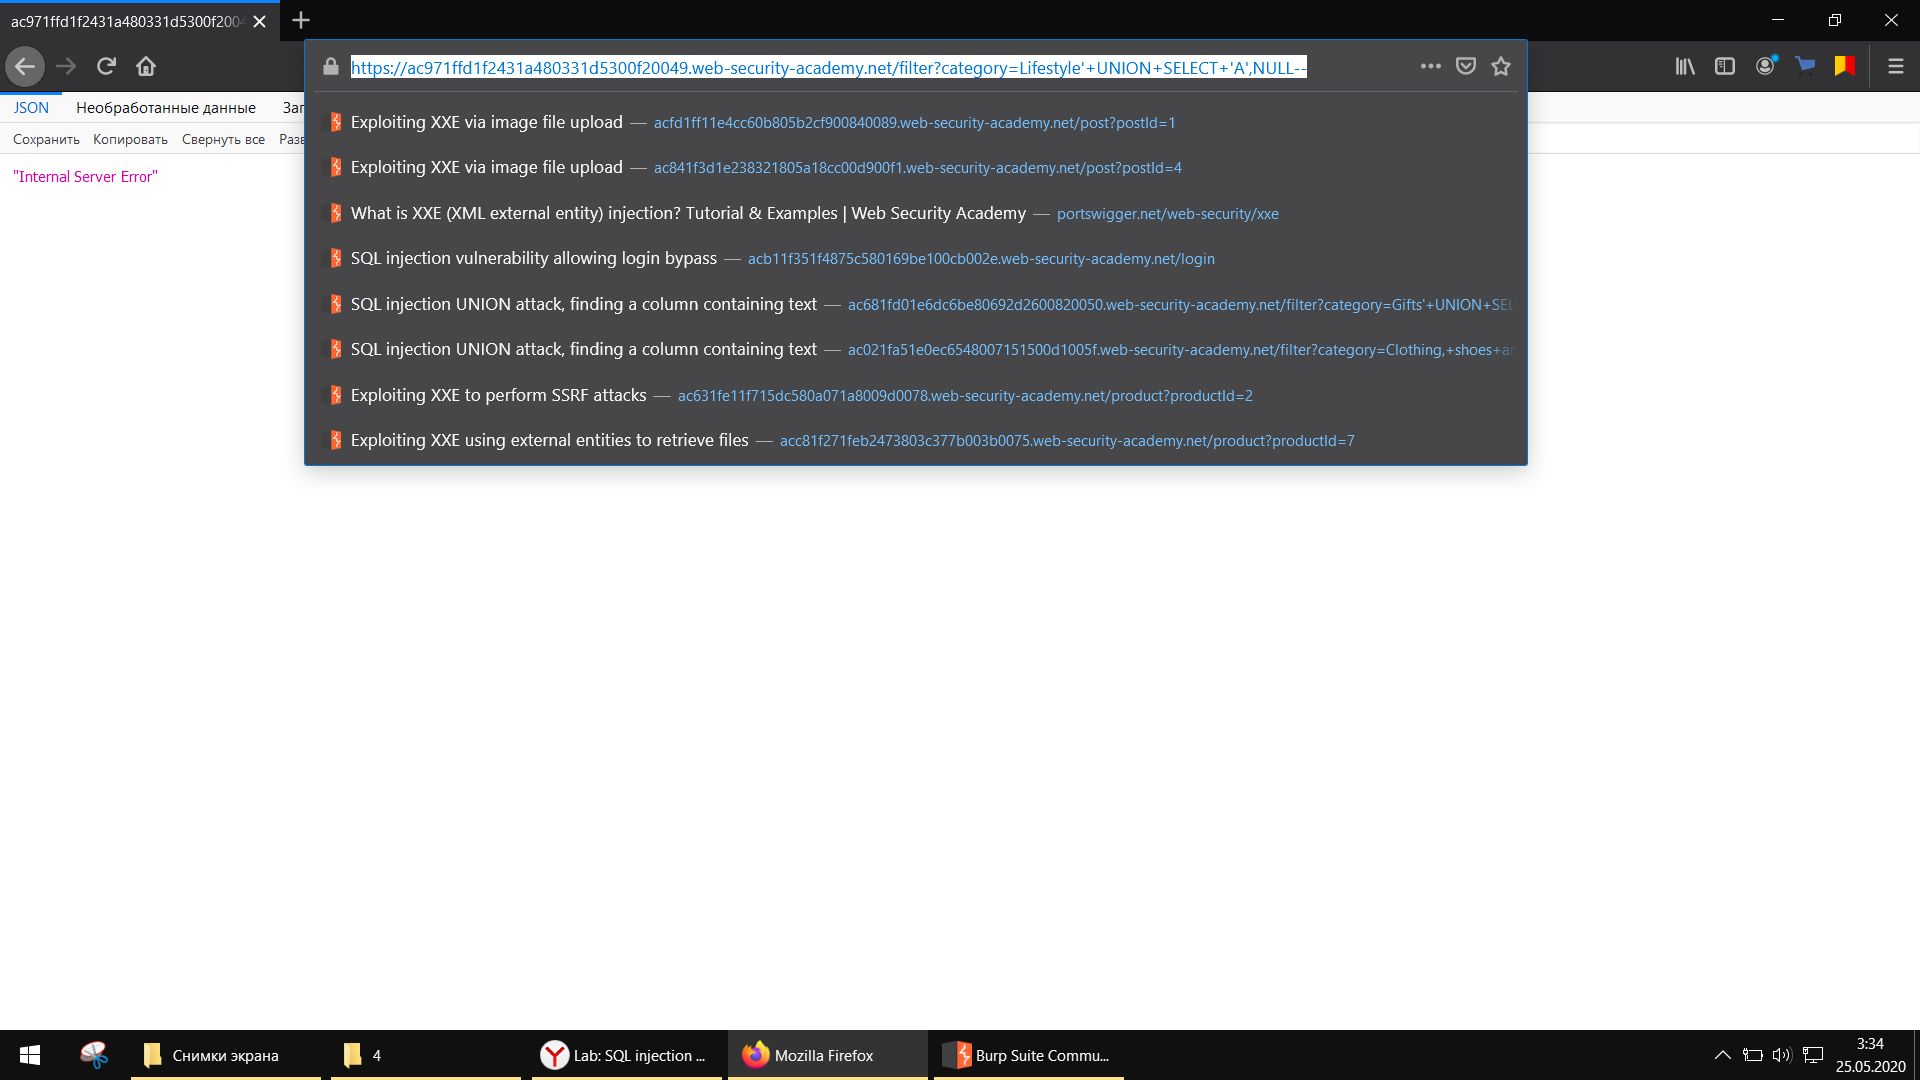 ac971ffd1f2431a480331d5300f2004
https://ac971ffd1f2431a480331d5300f20049.web-security-academy.net/filter?category=Lifestyle'+UNION+SELECT+'A',NULL--
JSON Необработанные данные Заг
Сохранить Копировать Свернуть все Разв
"Internal Server Error"
Exploiting XXE via image file upload — acfd1ff11e4cc60b805b2cf900840089.web-security-academy.net/post?postId=1
Exploiting XXE via image file upload — ac841f3d1e238321805a18cc00d900f1.web-security-academy.net/post?postId=4
What is XXE (XML external entity) injection? Tutorial & Examples | Web Security Academy — portswigger.net/web-security/xxe
SQL injection vulnerability allowing login bypass — acb11f351f4875c580169be100cb002e.web-security-academy.net/login
SQL injection UNION attack, finding a column containing text — ac681fd01e6dc6be80692d2600820050.web-security-academy.net/filter?category=Gifts'+UNION+SEL
SQL injection UNION attack, finding a column containing text — ac021fa51e0ec6548007151500d1005f.web-security-academy.net/filter?category=Clothing,+shoes+an
Exploiting XXE to perform SSRF attacks — ac631fe11f715dc580a071a8009d0078.web-security-academy.net/product?productId=2
Exploiting XXE using external entities to retrieve files — acc81f271feb2473803c377b003b0075.web-security-academy.net/product?productId=7
Снимки экрана
4
Lab: SQL injection ...
Mozilla Firefox
Burp Suite Commu...
3:34
25.05.2020